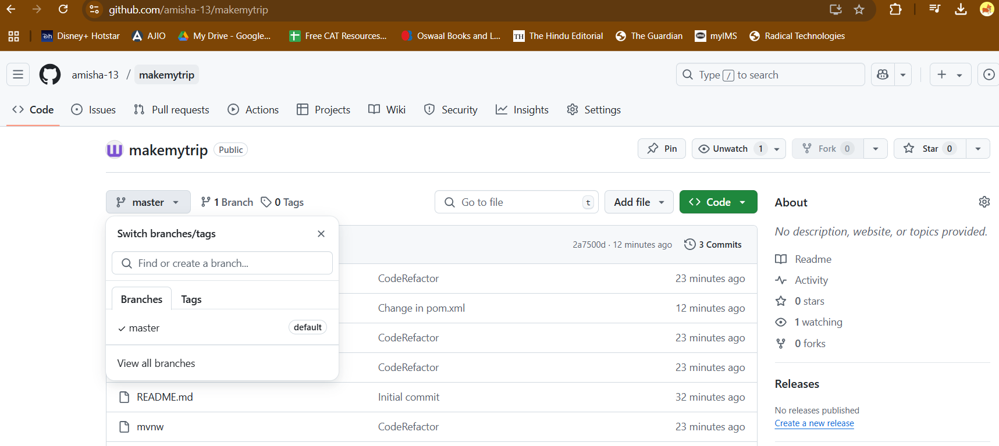 github.com/amisha-13/makemytrip
Disney+ Hotstar AJIO My Drive - Google... Free CAT Resources... Oswaal Books and L... TH The Hindu Editorial The Guardian ims myIMS Radical Technologies
amisha-13 / makemytrip Type / to search
Code Issues Pull requests Actions Projects Wiki Security Insights Settings
makemytrip Public Pin Unwatch 1 Fork 0 Star 0
master 1 Branch 0 Tags Go to file t Add file Code About
Switch branches/tags
No description, website, or topics provided.
2a7500d · 12 minutes ago 3 Commits
Find or create a branch... Readme
CodeRefactor 23 minutes ago Activity
Branches Tags 0 stars
Change in pom.xml 12 minutes ago
1 watching
master default
CodeRefactor 23 minutes ago 0 forks
View all branches CodeRefactor 23 minutes ago
Releases
README.md Initial commit 32 minutes ago
No releases published
Create a new release
mvnw CodeRefactor 23 minutes ago